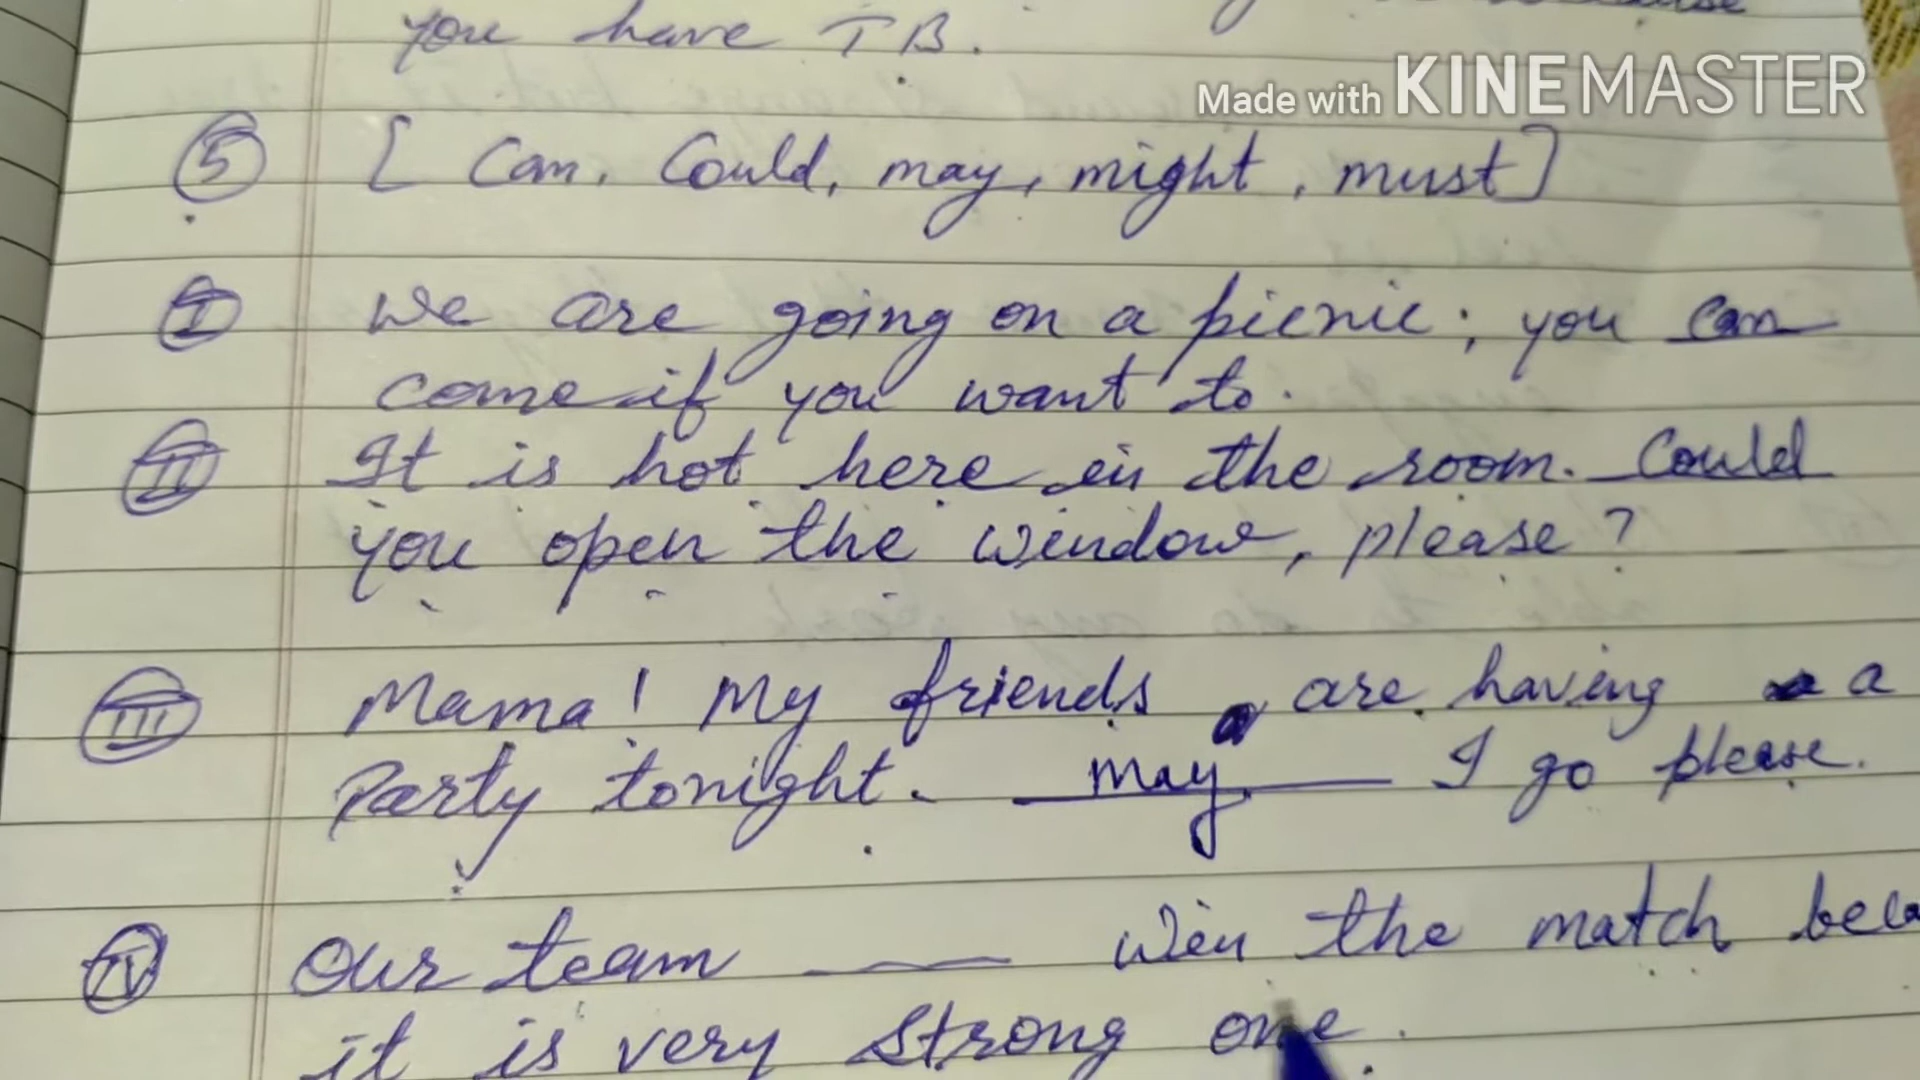 you have TB.
Made with KINEMASTER
5 [ Can, Could, may, might, must]
I We are going on a picnic; you can
come if you want to.
II It is hot here in the room. Could
you open the window, please?
III Mama! My friends are having a
Party tonight. may I go please.
IV Our team ____ win the match beca
it is very strong one.